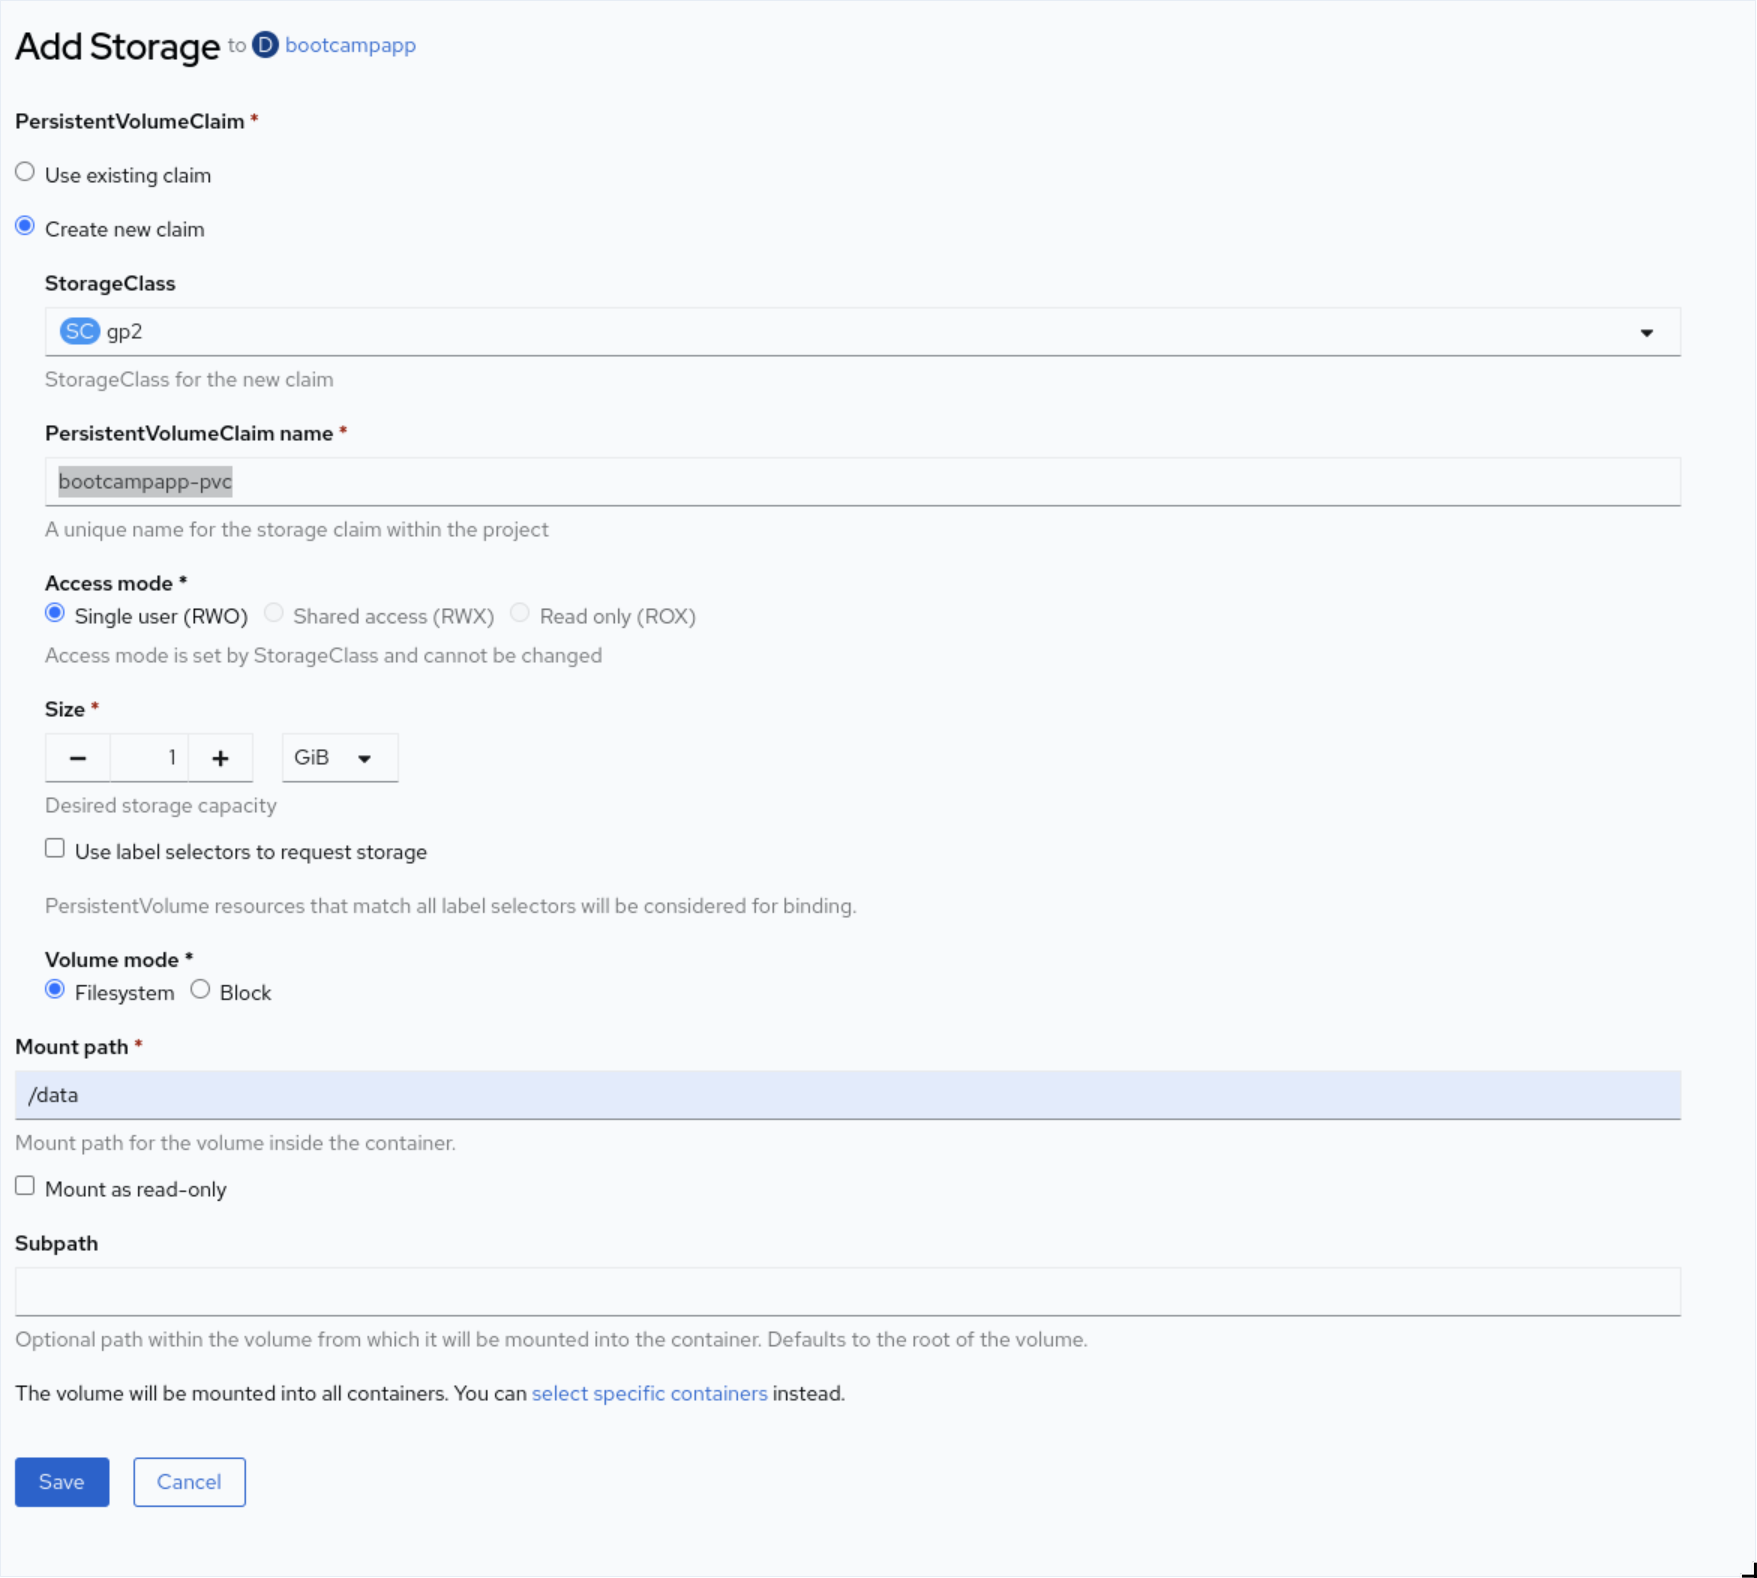 Add Storage to D bootcampapp
PersistentVolumeClaim *
Use existing claim
Create new claim
StorageClass
SC gp2
StorageClass for the new claim
PersistentVolumeClaim name *
bootcampapp-pvc
A unique name for the storage claim within the project
Access mode *
Single user (RWO) Shared access (RWX) Read only (ROX)
Access mode is set by StorageClass and cannot be changed
Size *
1 GiB
Desired storage capacity
Use label selectors to request storage
PersistentVolume resources that match all label selectors will be considered for binding.
Volume mode *
Filesystem Block
Mount path *
/data
Mount path for the volume inside the container.
Mount as read-only
Subpath
Optional path within the volume from which it will be mounted into the container. Defaults to the root of the volume.
The volume will be mounted into all containers. You can select specific containers instead.
Save Cancel